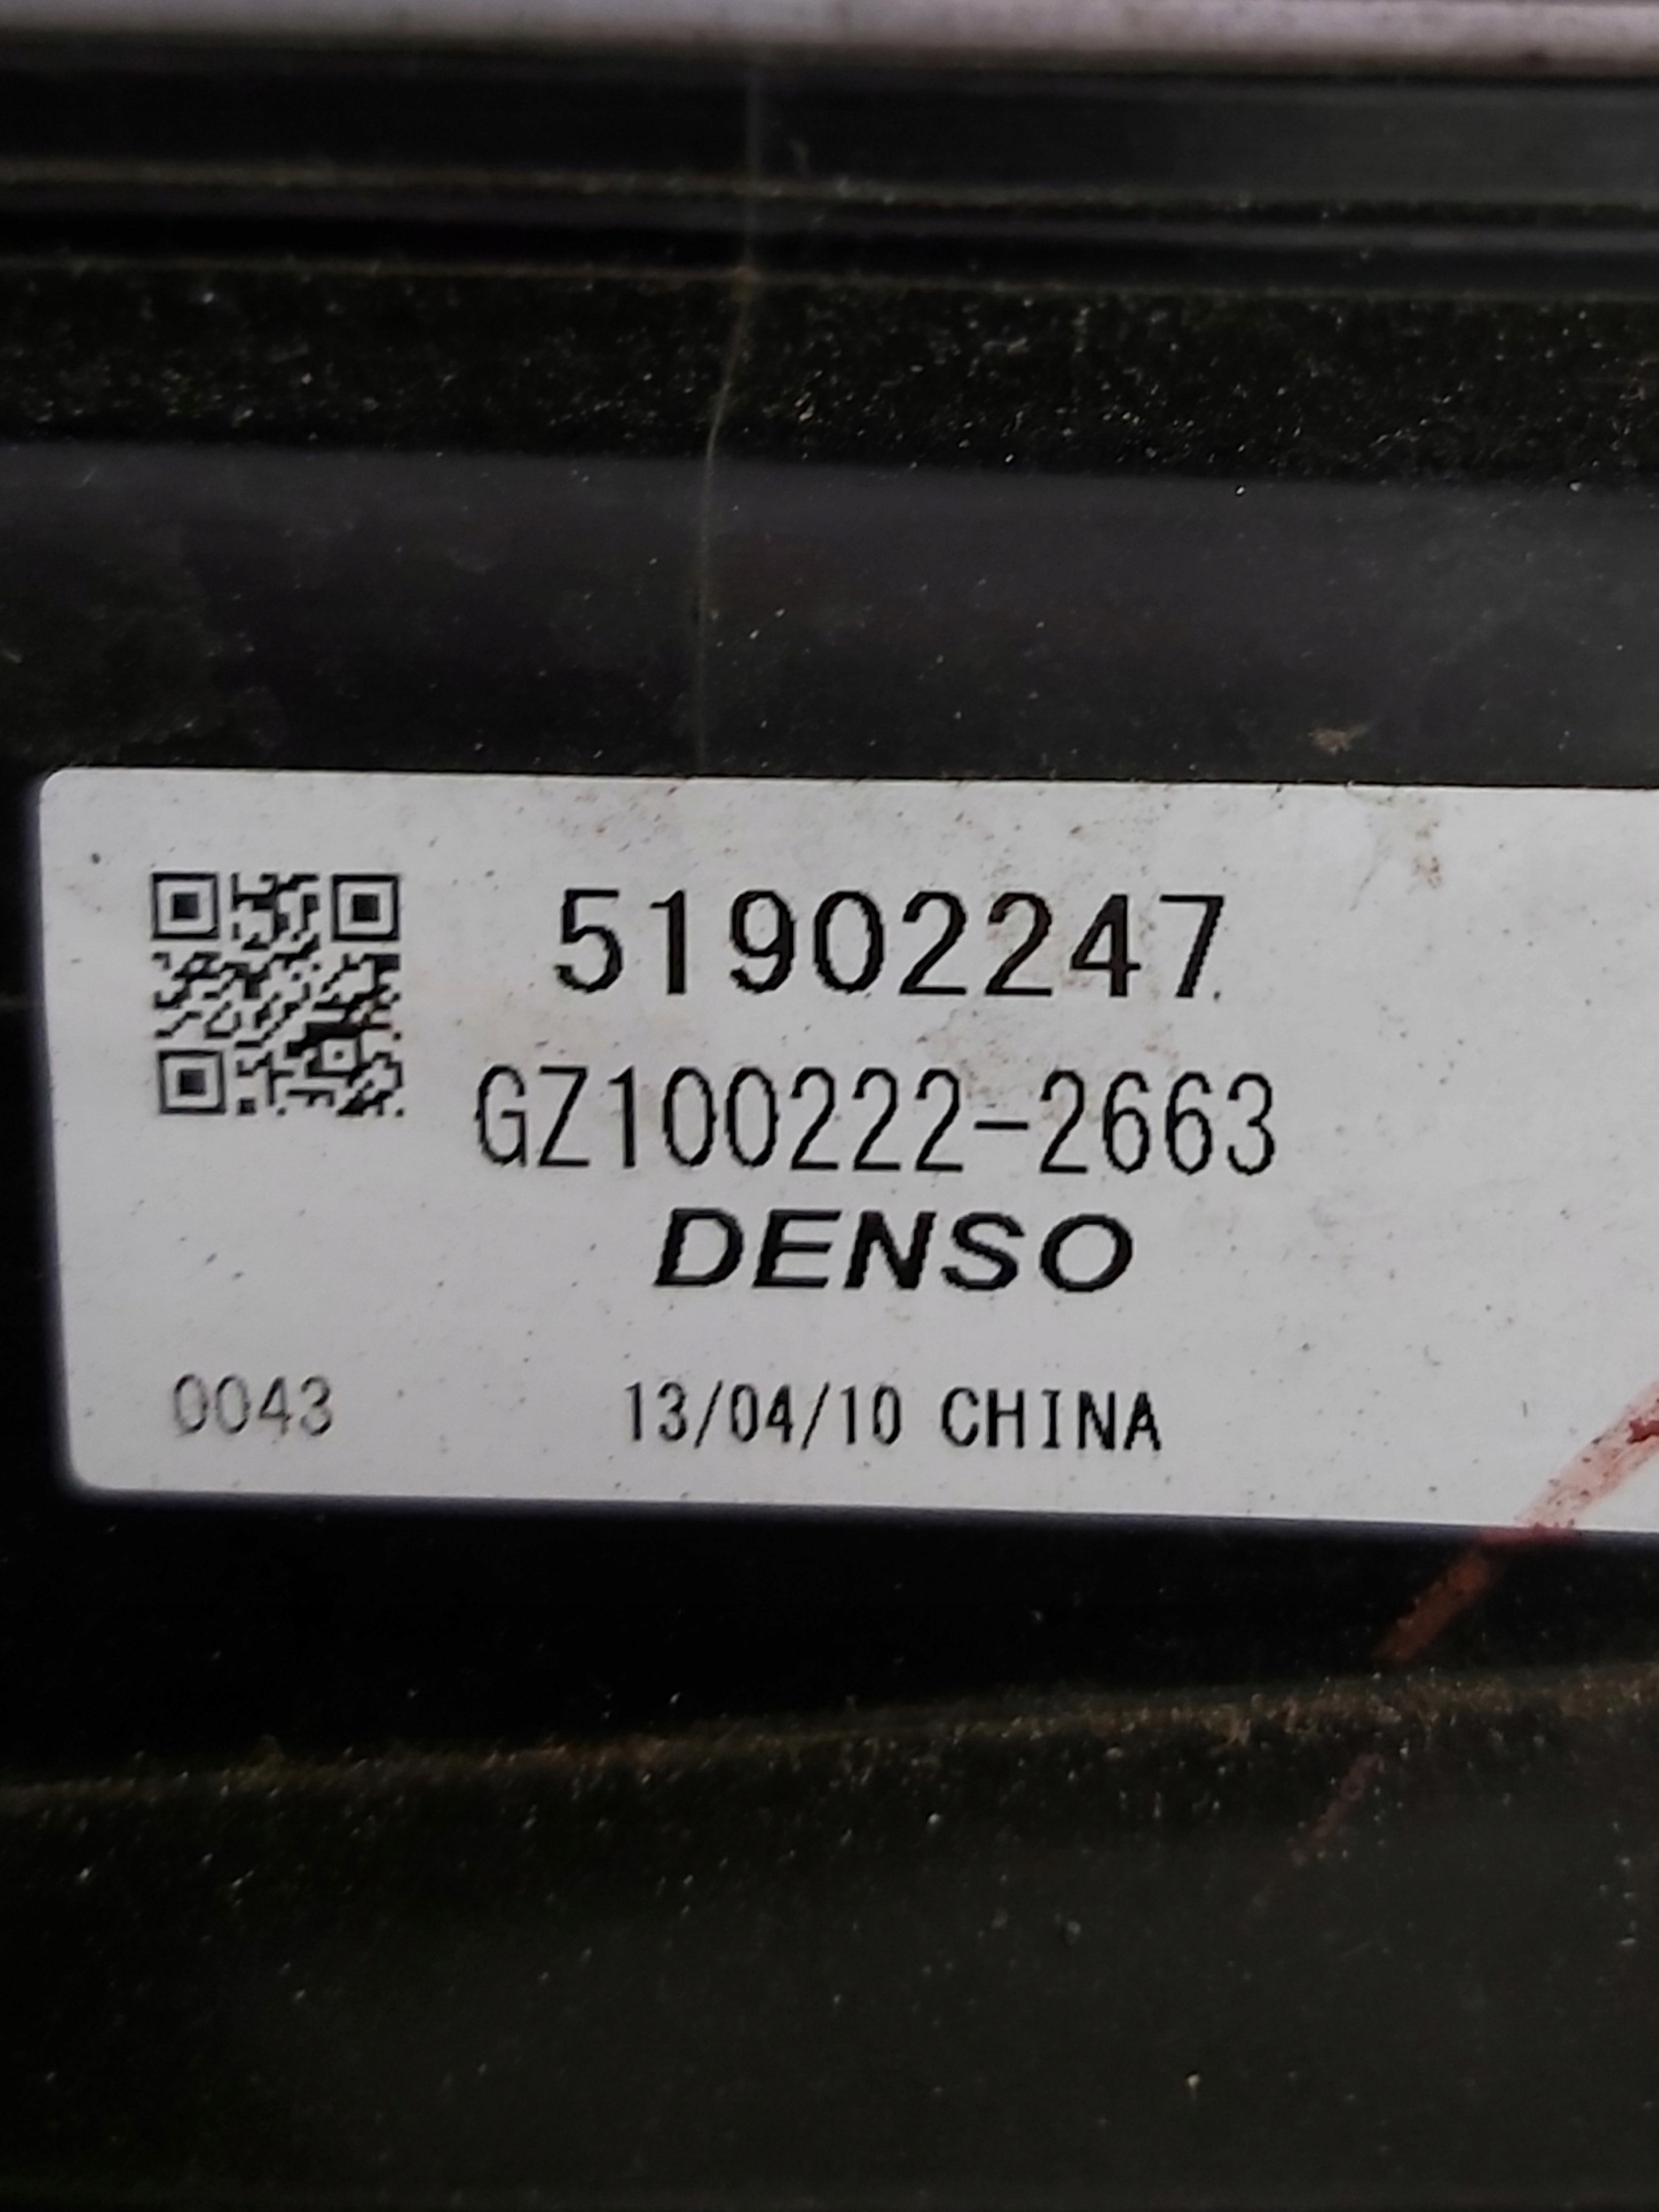 51902247
GZ100222-2663
DENSO
0043 13/04/10 CHINA